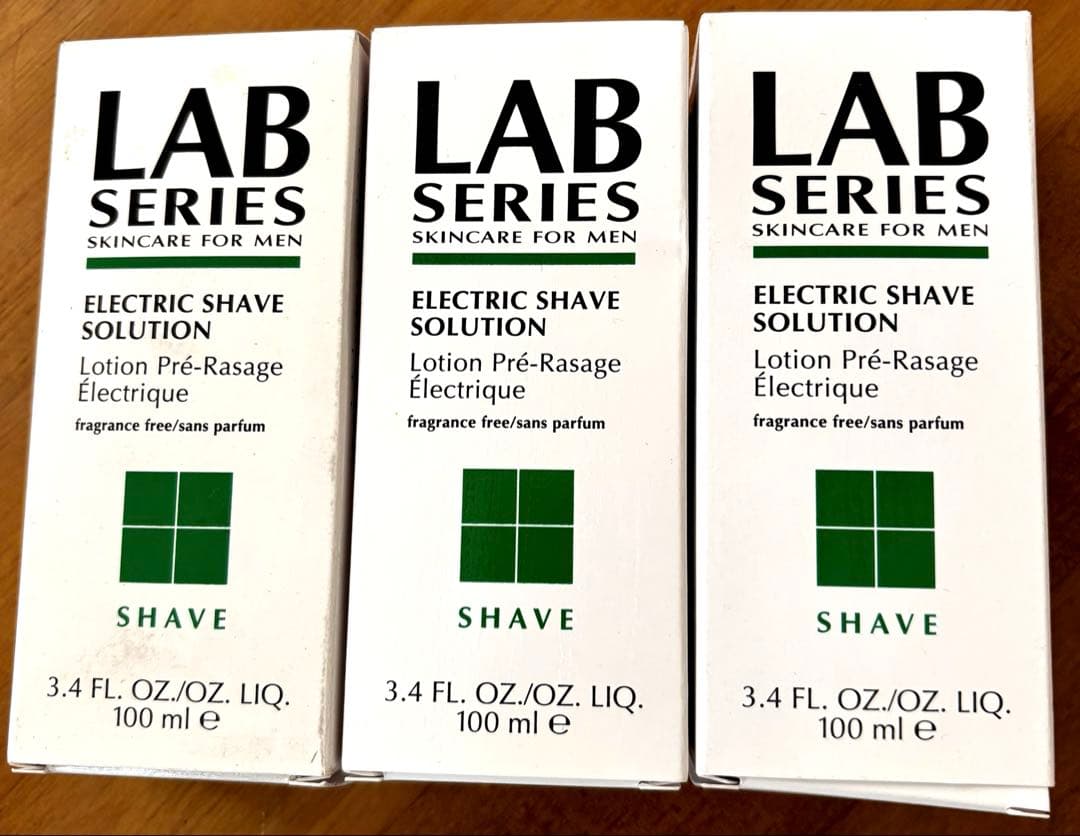 LAB
SERIES
SKINCARE FOR MEN
ELECTRIC SHAVE
SOLUTION
Lotion Pré-Rasage
Électrique
fragrance free/sans parfum
SHAVE
3.4 FL. OZ./OZ. LIQ.
100 ml ℮
LAB
SERIES
SKINCARE FOR MEN
ELECTRIC SHAVE
SOLUTION
Lotion Pré-Rasage
Électrique
fragrance free/sans parfum
SHAVE
3.4 FL. OZ./OZ. LIQ.
100 ml ℮
LAB
SERIES
SKINCARE FOR MEN
ELECTRIC SHAVE
SOLUTION
Lotion Pré-Rasage
Électrique
fragrance free/sans parfum
SHAVE
3.4 FL. OZ./OZ. LIQ.
100 ml ℮